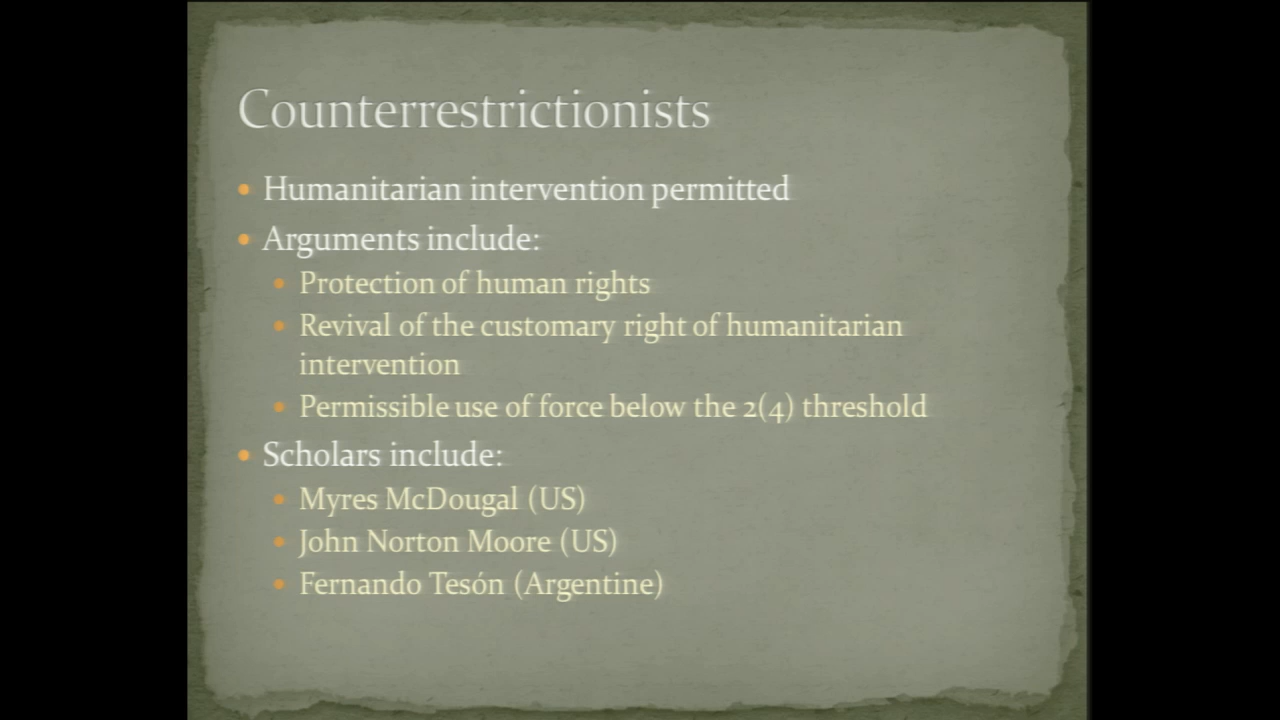 Counterrestrictionists
• Humanitarian intervention permitted
• Arguments include:
• Protection of human rights
• Revival of the customary right of humanitarian
intervention
• Permissible use of force below the 2(4) threshold
• Scholars include:
• Myres McDougal (US)
• John Norton Moore (US)
• Fernando Tesón (Argentine)